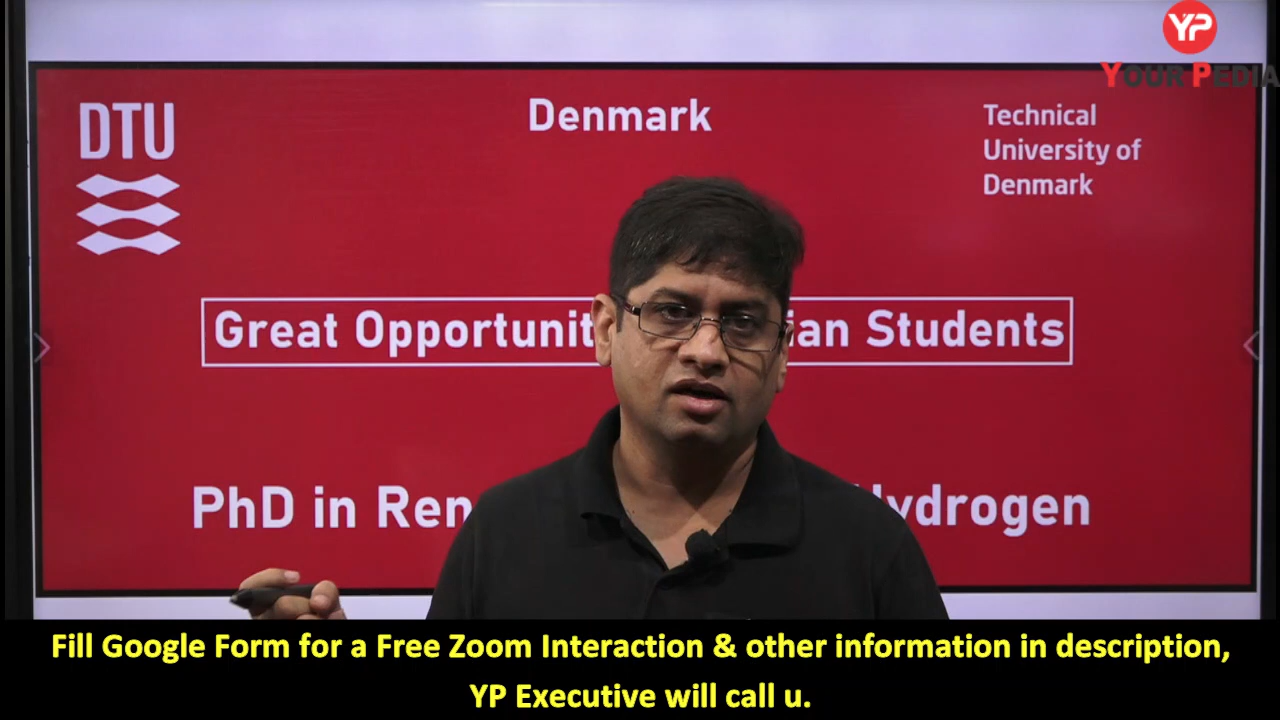 YP
YOUR PEDIA
DTU
Denmark
Technical
University of
Denmark
Great Opportunit ian Students
PhD in Ren Hydrogen
Fill Google Form for a Free Zoom Interaction & other information in description,
YP Executive will call u.